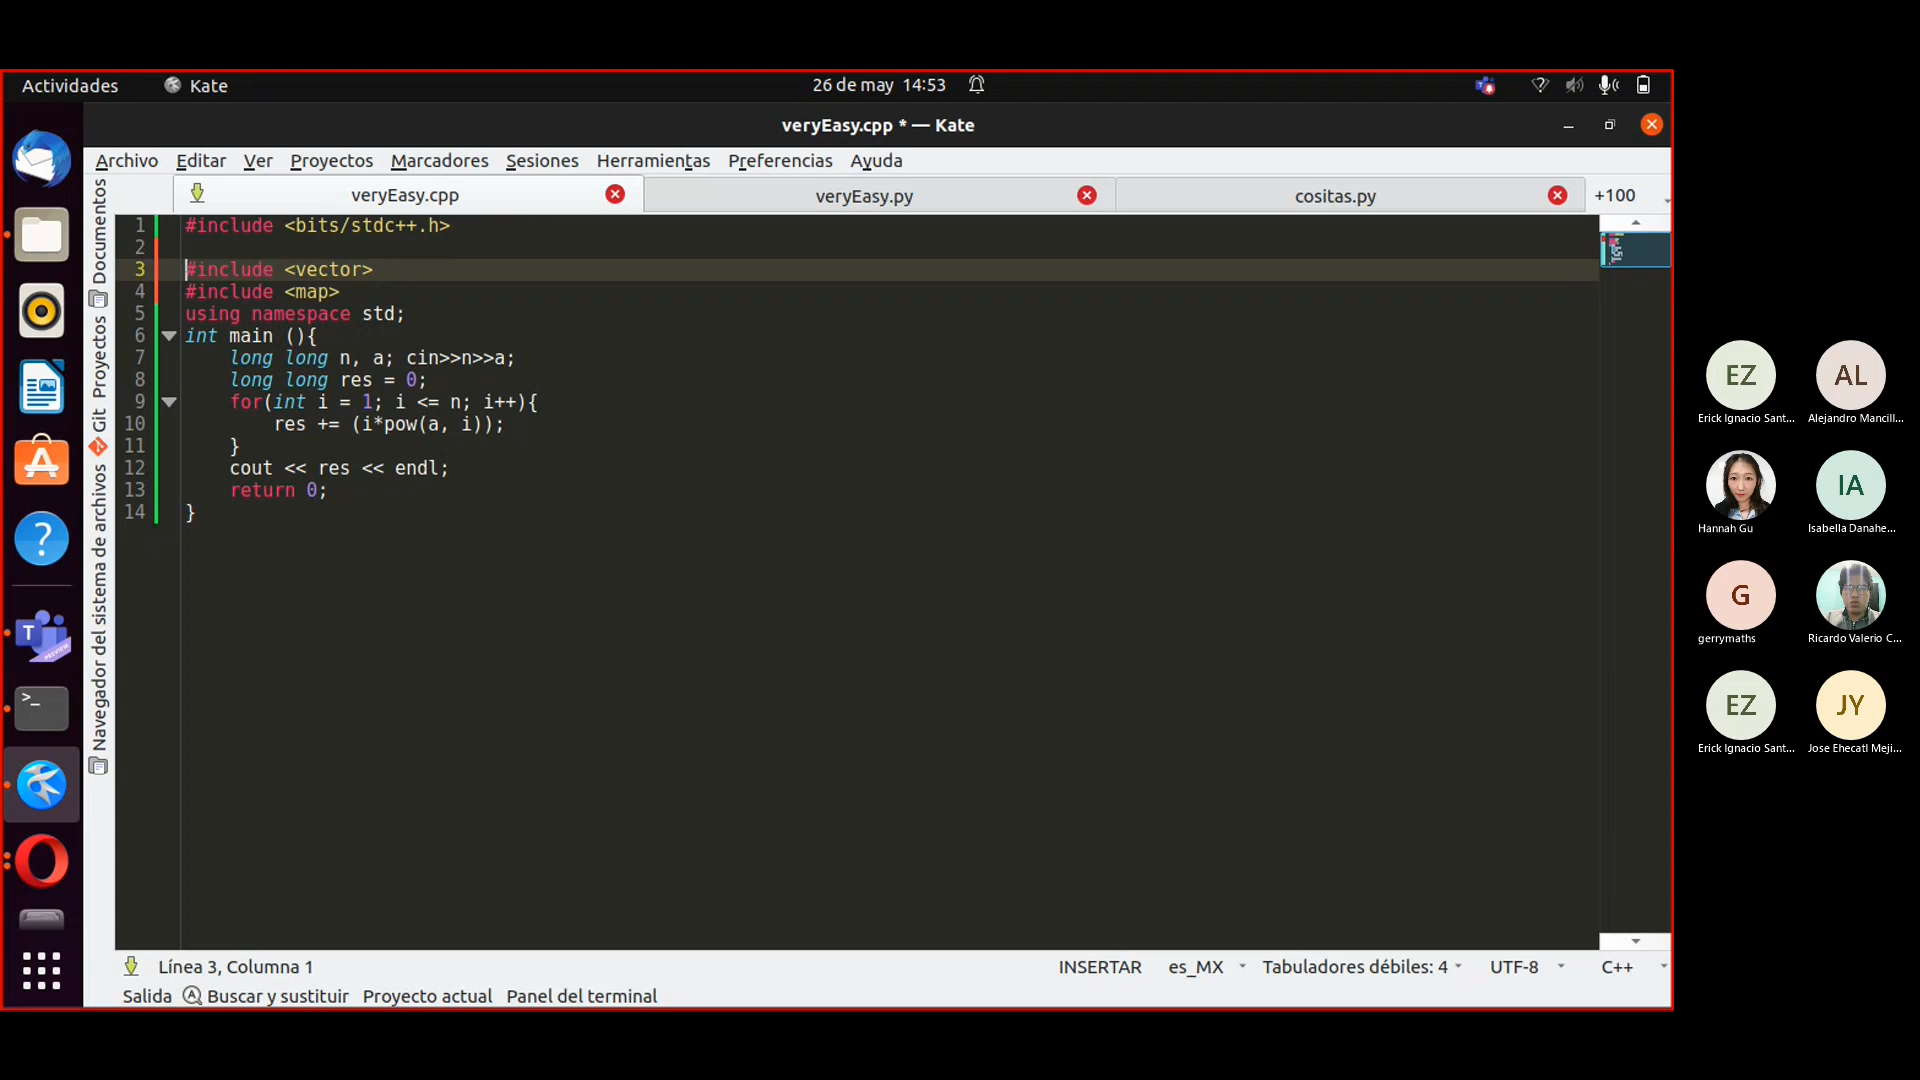 Actividades
Kate
26 de may 14:53
veryEasy.cpp * — Kate
Archivo Editar Ver Proyectos Marcadores Sesiones Herramientas Preferencias Ayuda
veryEasy.cpp
veryEasy.py
cositas.py
+100
Documentos
Proyectos
Git
Navegador del sistema de archivos
1 #include <bits/stdc++.h>
2
3 #include <vector>
4 #include <map>
5 using namespace std;
6 int main (){
7 long long n, a; cin>>n>>a;
8 long long res = 0;
9 for(int i = 1; i <= n; i++){
10 res += (i*pow(a, i));
11 }
12 cout << res << endl;
13 return 0;
14 }
Línea 3, Columna 1
INSERTAR es_MX Tabuladores débiles: 4 UTF-8 C++
Salida Buscar y sustituir Proyecto actual Panel del terminal
T
PREVIEW
>_
?
EZ
Erick Ignacio Sant...
AL
Alejandro Mancill...
Hannah Gu
IA
Isabella Danahe...
G
gerrymaths
Ricardo Valerio C...
EZ
Erick Ignacio Sant...
JY
Jose Ehecatl Meji...